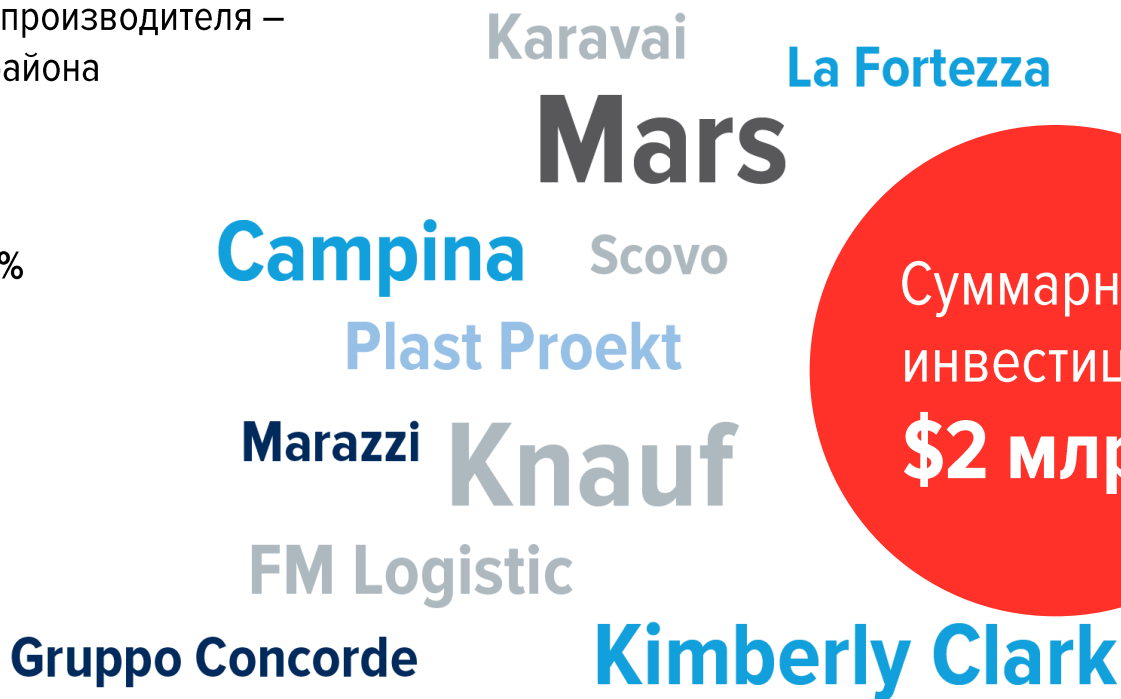 производителя –
айона
%
Karavai
La Fortezza
Mars
Campina
Scovo
Plast Proekt
Marazzi
Knauf
FM Logistic
Gruppo Concorde
Kimberly Clark
Суммарн
инвестиц
$2 млр